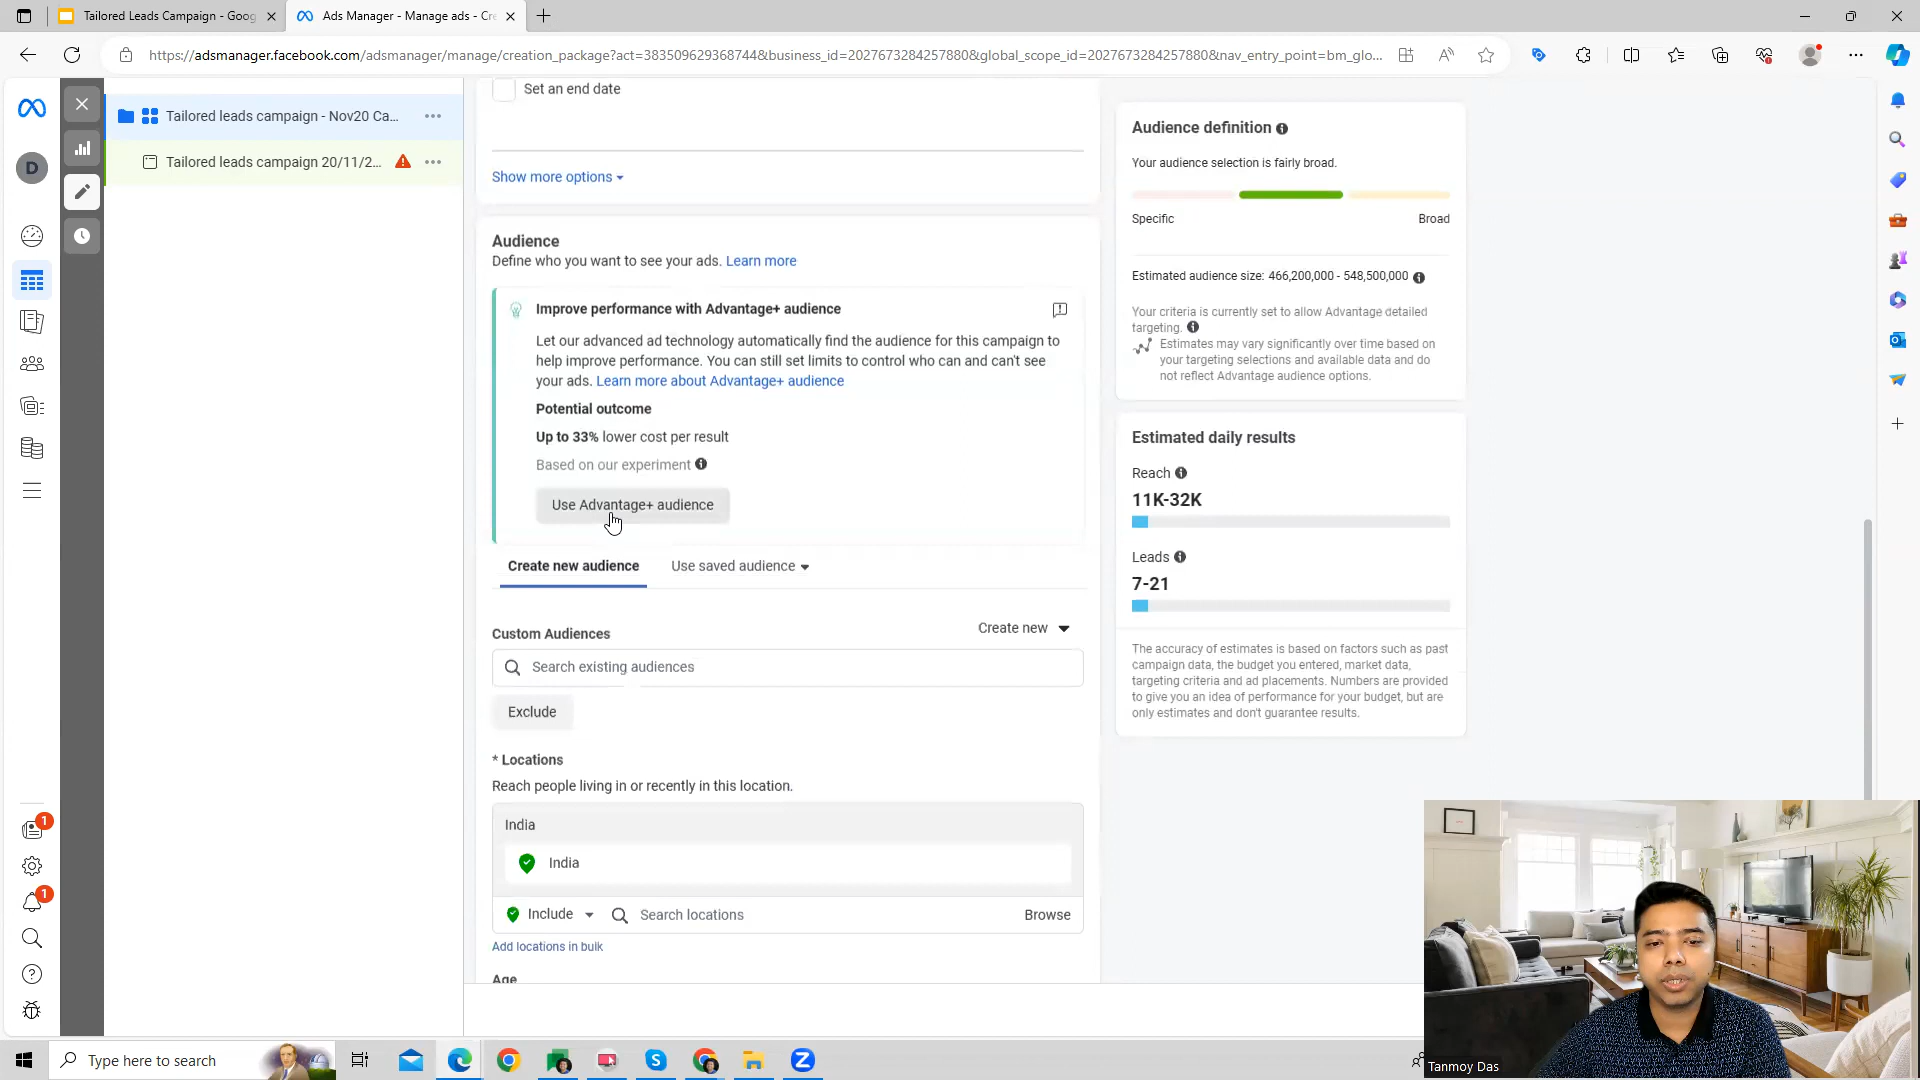 Tailored Leads Campaign - Goog
Ads Manager - Manage ads - Cre
https://adsmanager.facebook.com/adsmanager/manage/creation_package?act=383509629368744&business_id=2027673284257880&global_scope_id=2027673284257880&nav_entry_point=bm_glo...
D
Tailored leads campaign - Nov20 Ca...
Tailored leads campaign 20/11/2...
Set an end date
Show more options
Audience
Define who you want to see your ads. Learn more
Improve performance with Advantage+ audience
Let our advanced ad technology automatically find the audience for this campaign to
help improve performance. You can still set limits to control who can and can't see
your ads. Learn more about Advantage+ audience
Potential outcome
Up to 33% lower cost per result
Based on our experiment
Use Advantage+ audience
Create new audience
Use saved audience
Custom Audiences
Create new
Search existing audiences
Exclude
* Locations
Reach people living in or recently in this location.
India
India
Include
Search locations
Browse
Add locations in bulk
Age
Audience definition
Your audience selection is fairly broad.
Specific
Broad
Estimated audience size: 466,200,000 - 548,500,000
Your criteria is currently set to allow Advantage detailed
targeting.
Estimates may vary significantly over time based on
your targeting selections and available data and do
not reflect Advantage audience options.
Estimated daily results
Reach
11K-32K
Leads
7-21
The accuracy of estimates is based on factors such as past
campaign data, the budget you entered, market data,
targeting criteria and ad placements. Numbers are provided
to give you an idea of performance for your budget, but are
only estimates and don't guarantee results.
1
1
Type here to search
Tanmoy Das